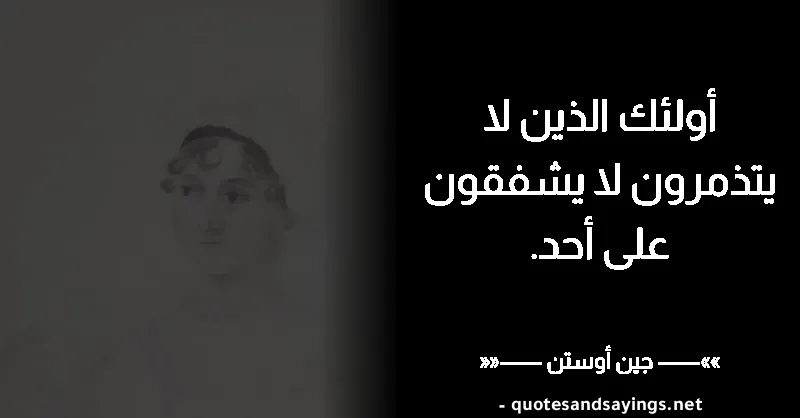 أولئك الذين لا
يتذمرون لا يشفقون
على أحد.
»»—— جين أوستن ——««
- quotesandsayings.net